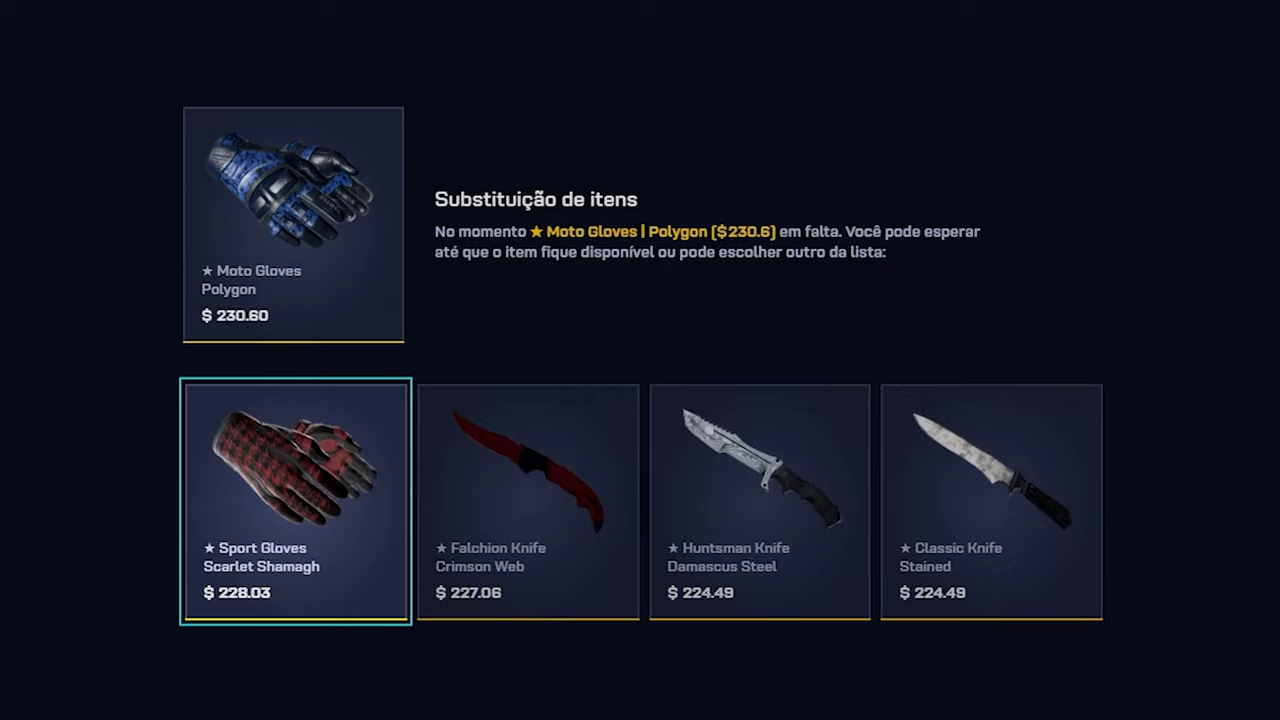 ★ Moto Gloves
Polygon
$ 230.60
Substituição de itens
No momento ★ Moto Gloves | Polygon ($230.6) em falta. Você pode esperar
até que o item fique disponível ou pode escolher outro da lista:
★ Sport Gloves
Scarlet Shamagh
$ 228.03
★ Falchion Knife
Crimson Web
$ 227.06
★ Huntsman Knife
Damascus Steel
$ 224.49
★ Classic Knife
Stained
$ 224.49